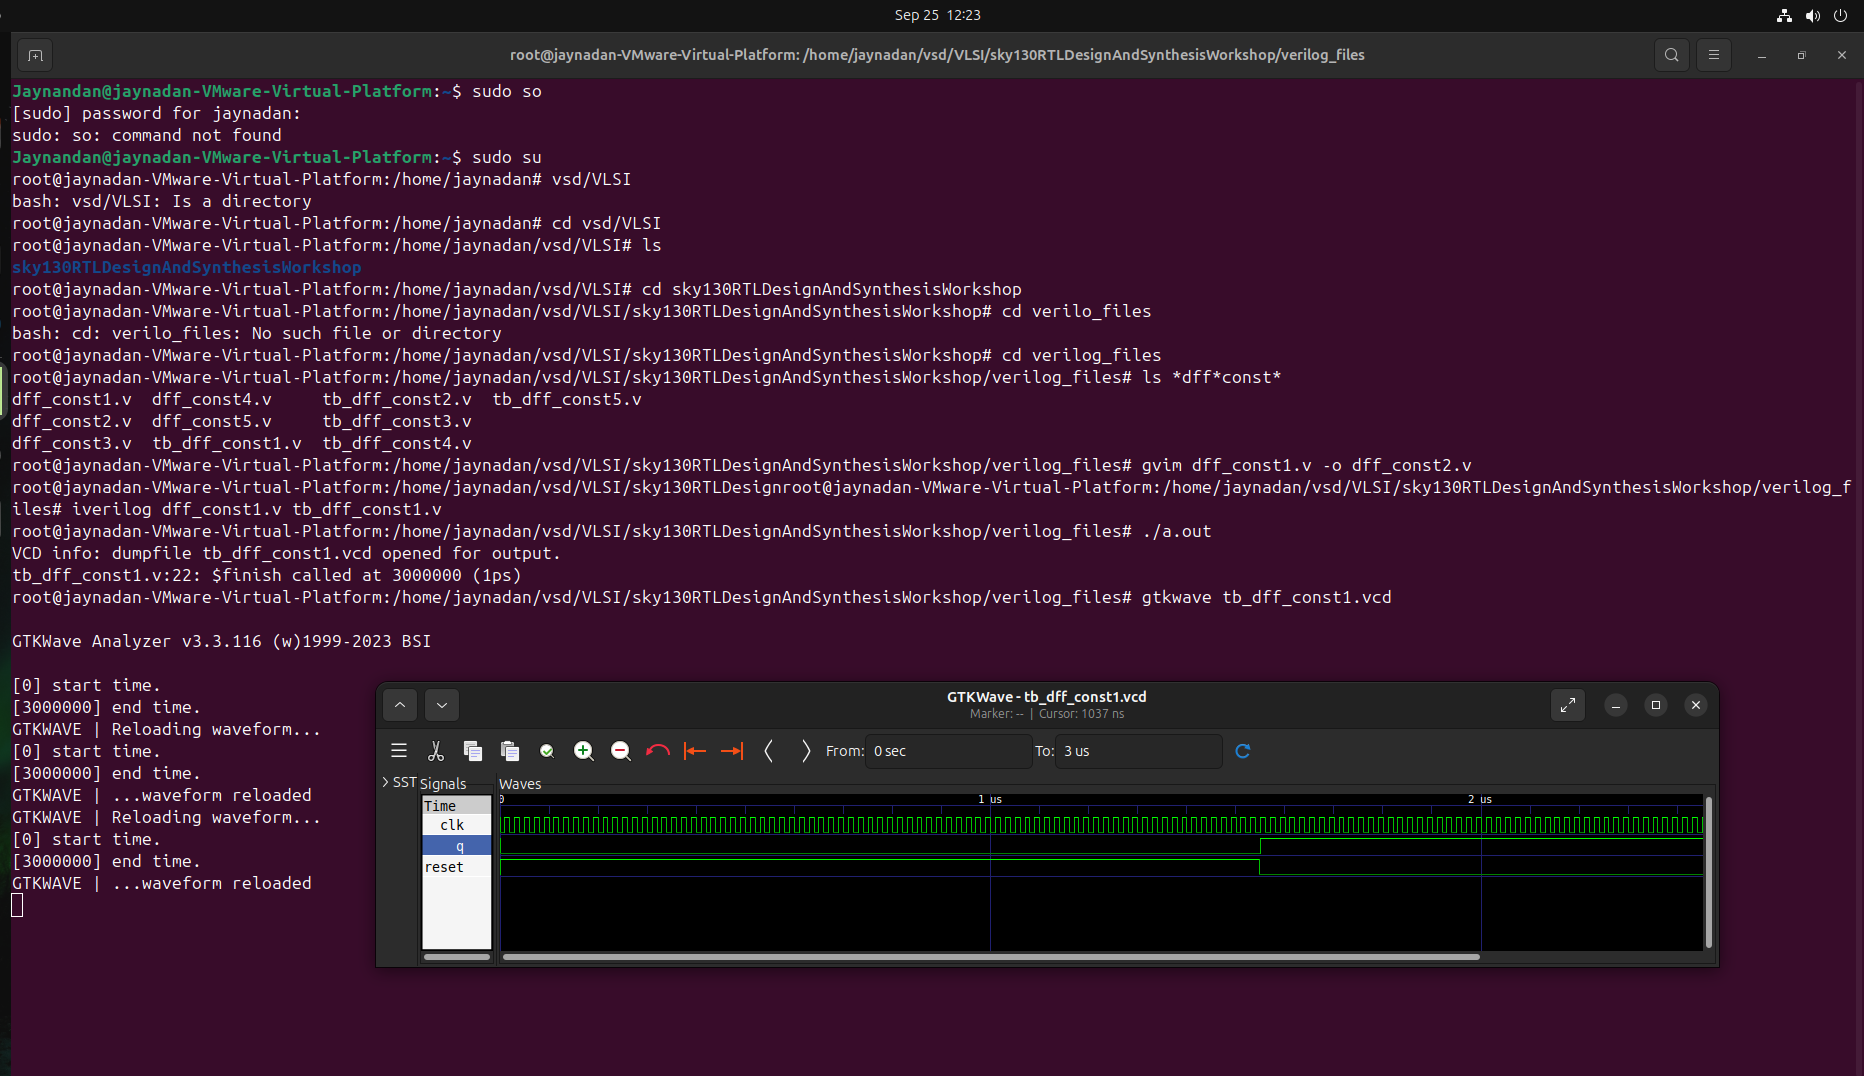 Sep 25 12:23
root@jaynadan-VMware-Virtual-Platform: /home/jaynadan/vsd/VLSI/sky130RTLDesignAndSynthesisWorkshop/verilog_files
Jaynandan@jaynadan-VMware-Virtual-Platform:~$ sudo so
[sudo] password for jaynadan:
sudo: so: command not found
Jaynandan@jaynadan-VMware-Virtual-Platform:~$ sudo su
root@jaynadan-VMware-Virtual-Platform:/home/jaynadan# vsd/VLSI
bash: vsd/VLSI: Is a directory
root@jaynadan-VMware-Virtual-Platform:/home/jaynadan# cd vsd/VLSI
root@jaynadan-VMware-Virtual-Platform:/home/jaynadan/vsd/VLSI# ls
sky130RTLDesignAndSynthesisWorkshop
root@jaynadan-VMware-Virtual-Platform:/home/jaynadan/vsd/VLSI# cd sky130RTLDesignAndSynthesisWorkshop
root@jaynadan-VMware-Virtual-Platform:/home/jaynadan/vsd/VLSI/sky130RTLDesignAndSynthesisWorkshop# cd verilo_files
bash: cd: verilo_files: No such file or directory
root@jaynadan-VMware-Virtual-Platform:/home/jaynadan/vsd/VLSI/sky130RTLDesignAndSynthesisWorkshop# cd verilog_files
root@jaynadan-VMware-Virtual-Platform:/home/jaynadan/vsd/VLSI/sky130RTLDesignAndSynthesisWorkshop/verilog_files# ls *dff*const*
dff_const1.v  dff_const4.v     tb_dff_const2.v  tb_dff_const5.v
dff_const2.v  dff_const5.v     tb_dff_const3.v
dff_const3.v  tb_dff_const1.v  tb_dff_const4.v
root@jaynadan-VMware-Virtual-Platform:/home/jaynadan/vsd/VLSI/sky130RTLDesignAndSynthesisWorkshop/verilog_files# gvim dff_const1.v -o dff_const2.v
root@jaynadan-VMware-Virtual-Platform:/home/jaynadan/vsd/VLSI/sky130RTLDesignroot@jaynadan-VMware-Virtual-Platform:/home/jaynadan/vsd/VLSI/sky130RTLDesignAndSynthesisWorkshop/verilog_f
iles# iverilog dff_const1.v tb_dff_const1.v
root@jaynadan-VMware-Virtual-Platform:/home/jaynadan/vsd/VLSI/sky130RTLDesignAndSynthesisWorkshop/verilog_files# ./a.out
VCD info: dumpfile tb_dff_const1.vcd opened for output.
tb_dff_const1.v:22: $finish called at 3000000 (1ps)
root@jaynadan-VMware-Virtual-Platform:/home/jaynadan/vsd/VLSI/sky130RTLDesignAndSynthesisWorkshop/verilog_files# gtkwave tb_dff_const1.vcd
GTKWave Analyzer v3.3.116 (w)1999-2023 BSI
[0] start time.
[3000000] end time.
GTKWAVE | Reloading waveform...
[0] start time.
[3000000] end time.
GTKWAVE | ...waveform reloaded
GTKWAVE | Reloading waveform...
[0] start time.
[3000000] end time.
GTKWAVE | ...waveform reloaded
GTKWave - tb_dff_const1.vcd
Marker: -- | Cursor: 1037 ns
From: 0 sec To: 3 us
SST Signals Waves
Time 0 1 us 2 us
clk
q
reset